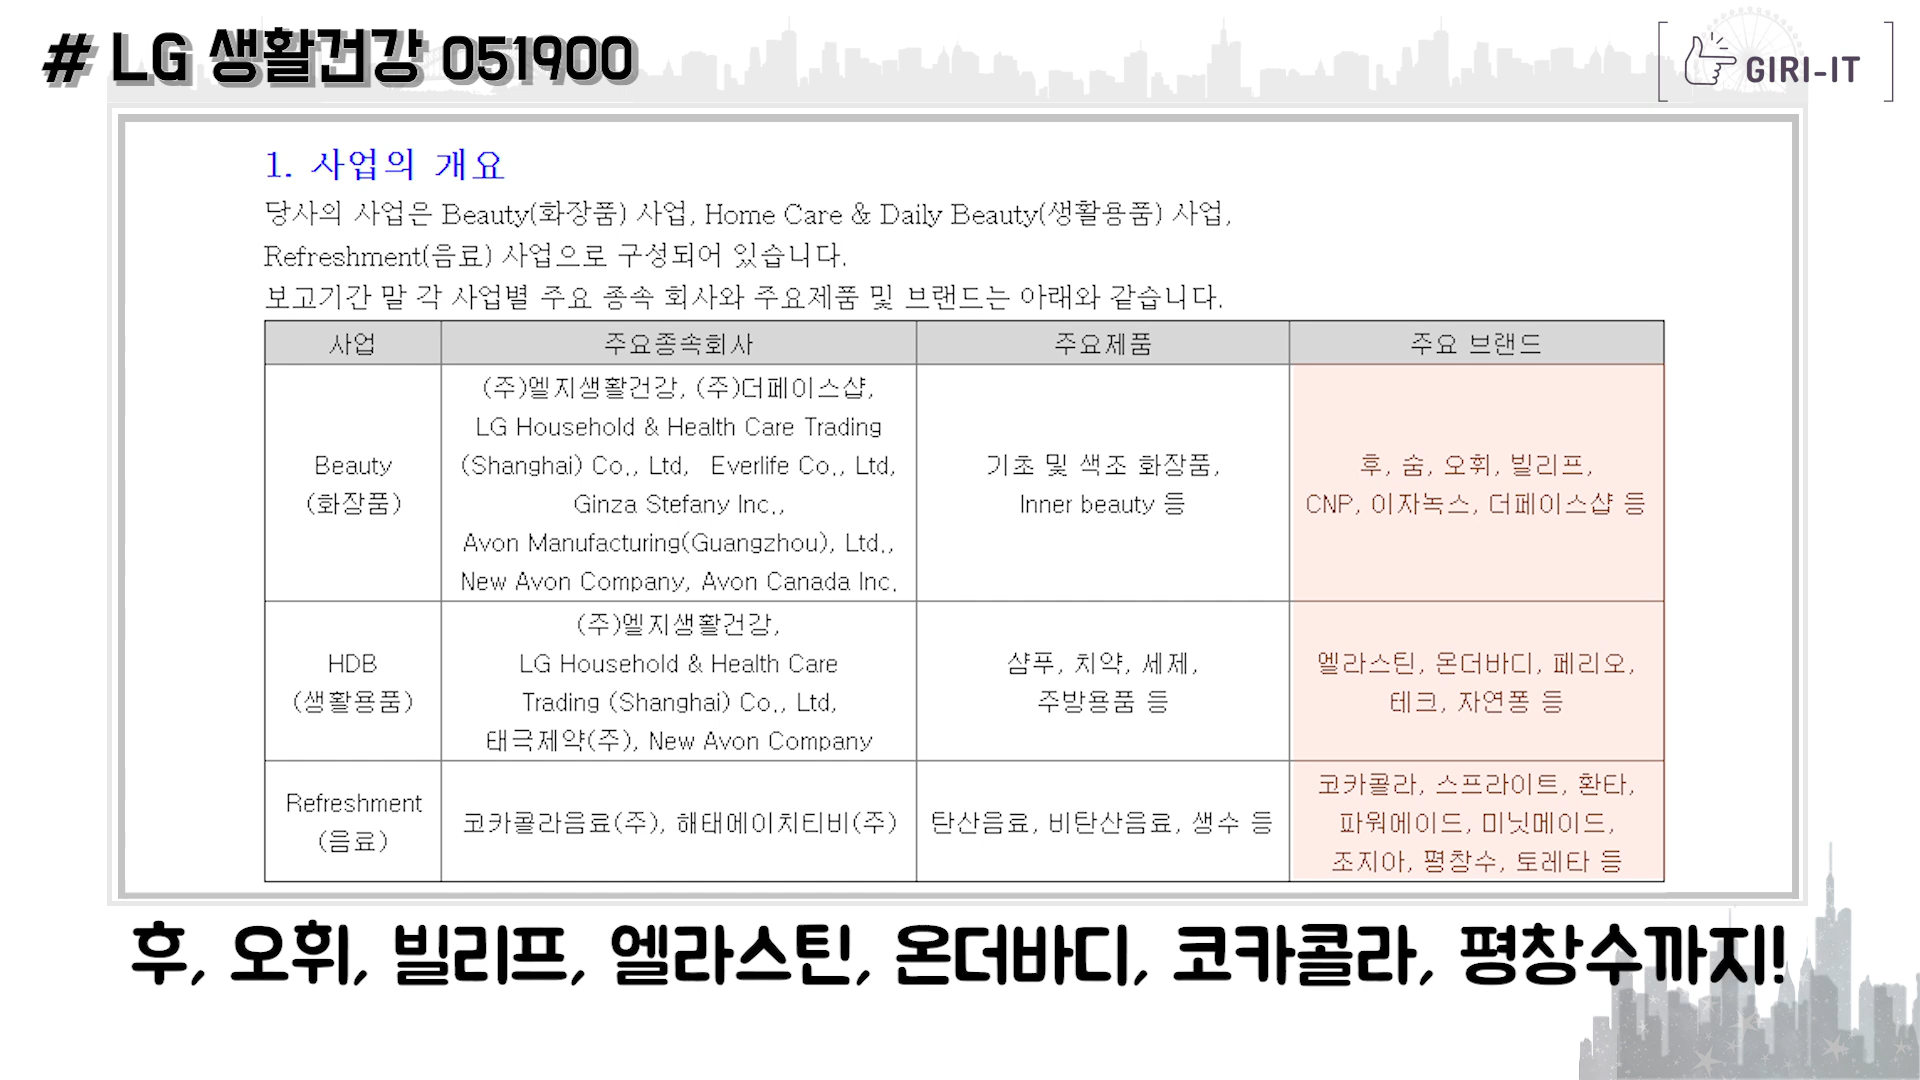 # LG 생활건강 051900
GIRI-IT
1. 사업의 개요
당사의 사업은 Beauty(화장품) 사업, Home Care & Daily Beauty(생활용품) 사업,
Refreshment(음료) 사업으로 구성되어 있습니다.
보고기간 말 각 사업별 주요 종속 회사와 주요제품 및 브랜드는 아래와 같습니다.
사업 주요종속회사 주요제품 주요 브랜드
Beauty
(화장품)
(주)엘지생활건강, (주)더페이스샵,
LG Household & Health Care Trading
(Shanghai) Co., Ltd, Everlife Co., Ltd,
Ginza Stefany Inc.,
Avon Manufacturing(Guangzhou), Ltd.,
New Avon Company, Avon Canada Inc.
기초 및 색조 화장품,
Inner beauty 등
후, 숨, 오휘, 빌리프,
CNP, 이자녹스, 더페이스샵 등
HDB
(생활용품)
(주)엘지생활건강,
LG Household & Health Care
Trading (Shanghai) Co., Ltd,
태극제약(주), New Avon Company
샴푸, 치약, 세제,
주방용품 등
엘라스틴, 온더바디, 페리오,
테크, 자연퐁 등
Refreshment
(음료)
코카콜라음료(주), 해태에이치티비(주)
탄산음료, 비탄산음료, 생수 등
코카콜라, 스프라이트, 환타,
파워에이드, 미닛메이드,
조지아, 평창수, 토레타 등
후, 오휘, 빌리프, 엘라스틴, 온더바디, 코카콜라, 평창수까지!